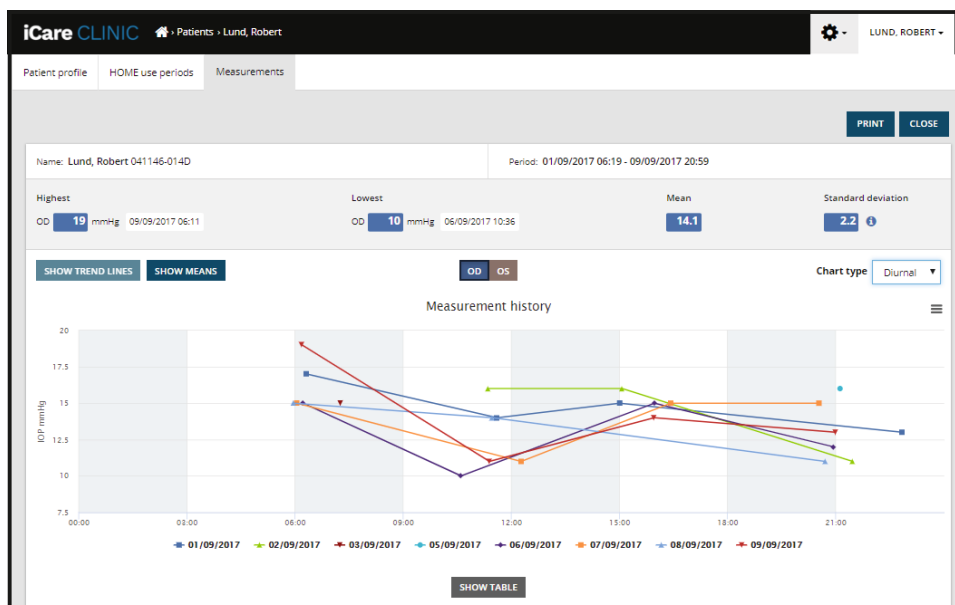 iCare CLINIC › Patients › Lund, Robert LUND, ROBERT
Patient profile HOME use periods Measurements
PRINT CLOSE
Name: Lund, Robert 041146-014D Period: 01/09/2017 06:19 - 09/09/2017 20:59
Highest Lowest Mean Standard deviation
OD 19 mmHg 09/09/2017 06:11 OD 10 mmHg 06/09/2017 10:36 14.1 2.2 i
SHOW TREND LINES SHOW MEANS OD OS Chart type Diurnal
Measurement history
20
17.5
15
12.5
10
7.5
IOP mmHg
00:00 03:00 06:00 09:00 12:00 15:00 18:00 21:00
01/09/2017 02/09/2017 03/09/2017 05/09/2017 06/09/2017 07/09/2017 08/09/2017 09/09/2017
SHOW TABLE